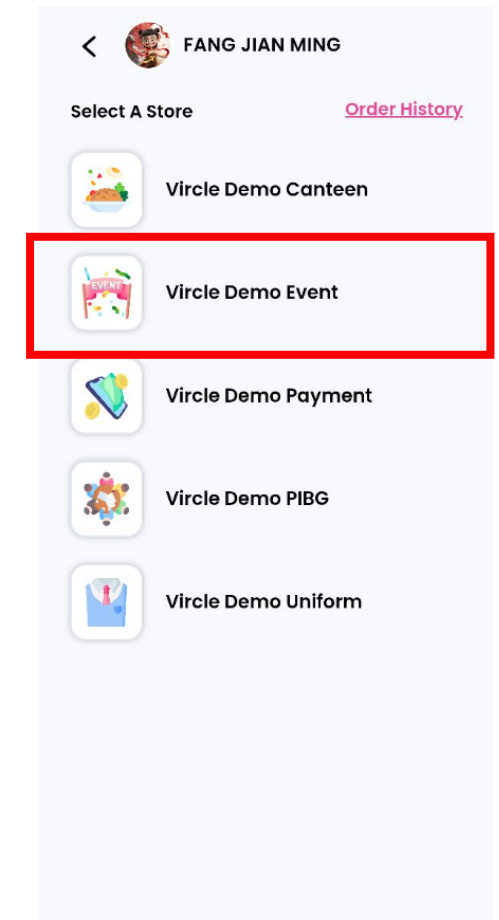 FANG JIAN MING
Select A Store
Order History
Vircle Demo Canteen
EVENT
Vircle Demo Event
Vircle Demo Payment
Vircle Demo PIBG
Vircle Demo Uniform